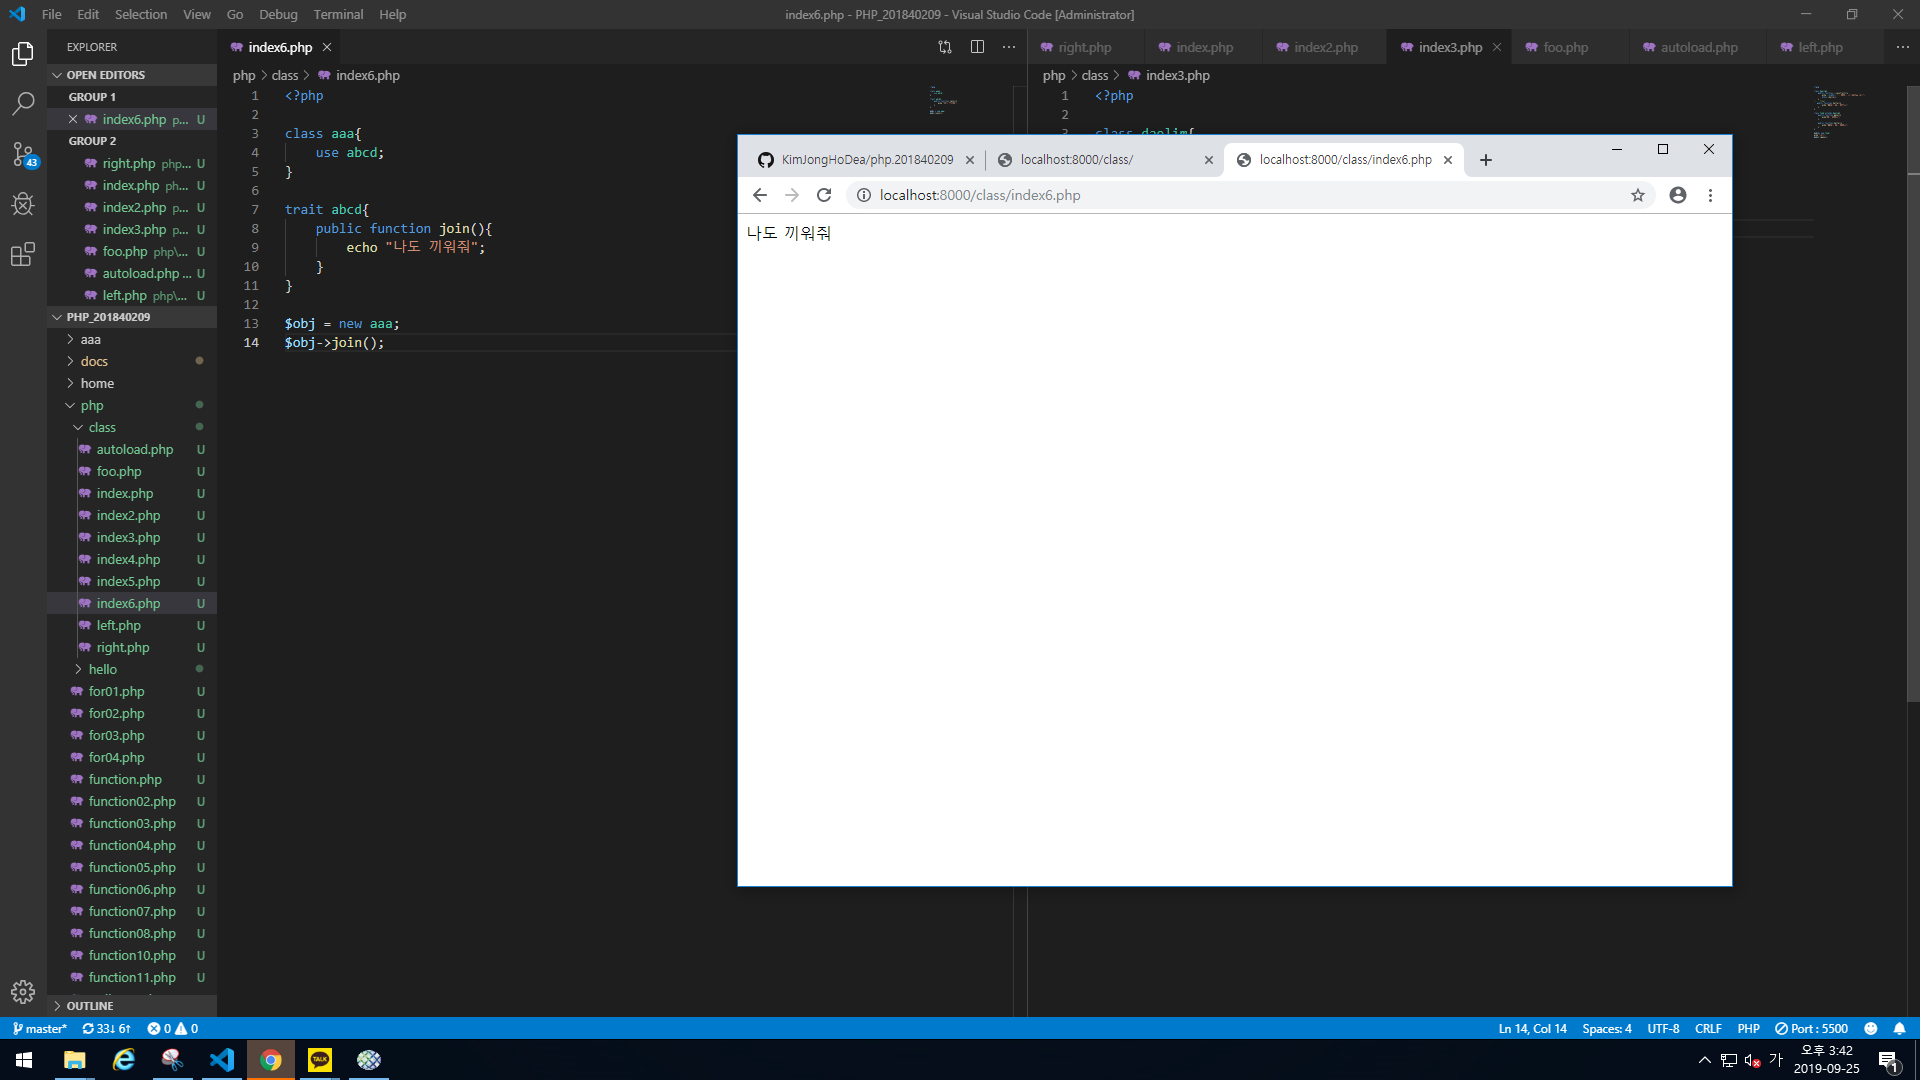 File Edit Selection View Go Debug Terminal Help
index6.php - PHP_201840209 - Visual Studio Code [Administrator]
EXPLORER
OPEN EDITORS
GROUP 1
index6.php p... U
GROUP 2
right.php php... U
index.php ph... U
index2.php p... U
index3.php p... U
foo.php php\... U
autoload.php ... U
left.php php\... U
PHP_201840209
aaa
docs
home
php
class
autoload.php U
foo.php U
index.php U
index2.php U
index3.php U
index4.php U
index5.php U
index6.php U
left.php U
right.php U
hello
for01.php U
for02.php U
for03.php U
for04.php U
function.php U
function02.php U
function03.php U
function04.php U
function05.php U
function06.php U
function07.php U
function08.php U
function10.php U
function11.php U
OUTLINE
43
index6.php
php > class > index6.php
1 <?php
2
3 class aaa{
4 use abcd;
5 }
6
7 trait abcd{
8 public function join(){
9 echo "나도 끼워줘";
10 }
11 }
12
13 $obj = new aaa;
14 $obj->join();
right.php index.php index2.php index3.php foo.php autoload.php left.php
php > class > index3.php
1 <?php
2
3 class daelim{
KimJongHoDea/php.201840209
localhost:8000/class/
localhost:8000/class/index6.php
localhost:8000/class/index6.php
나도 끼워줘
master* 33↓ 6↑ 0 0
Ln 14, Col 14 Spaces: 4 UTF-8 CRLF PHP Port : 5500
TALK
가
오후 3:42
2019-09-25
1